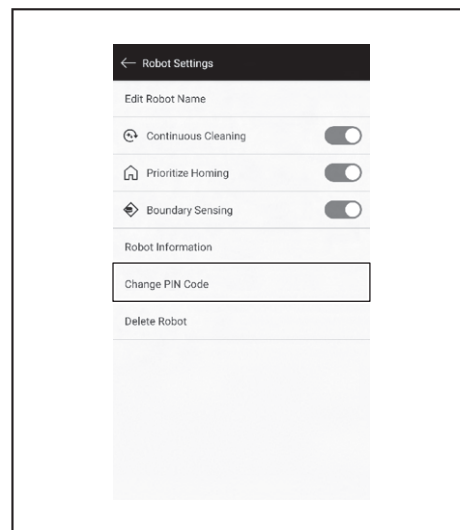 Robot Settings
Edit Robot Name
Continuous Cleaning
Prioritize Homing
Boundary Sensing
Robot Information
Change PIN Code
Delete Robot